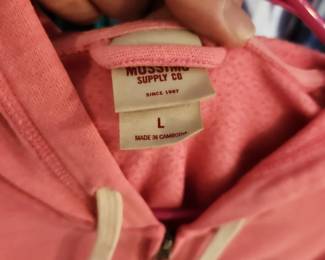 MOSSIMO
SUPPLY CO
SINCE 1987
L
MADE IN CAMBODIA